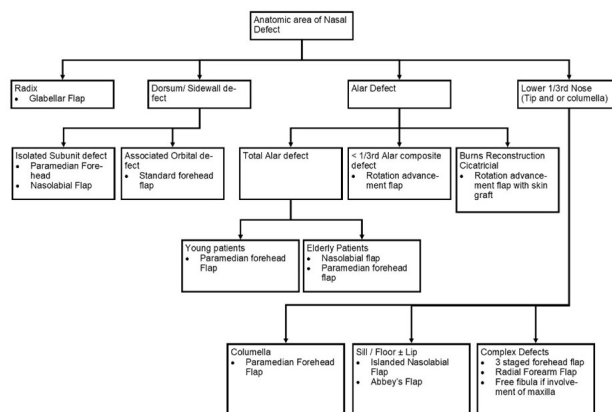 Anatomic area of Nasal
Defect
Radix
• Glabellar Flap
Dorsum/ Sidewall de-
fect
Alar Defect
Lower 1/3rd Nose
(Tip and or columella)
Isolated Subunit defect
• Paramedian Fore-
head
• Nasolabial Flap
Associated Orbital de-
fect
• Standard forehead
flap
Total Alar defect
< 1/3rd Alar composite
defect
• Rotation advance-
ment flap
Burns Reconstruction
Cicatricial
• Rotation advance-
ment flap with skin
graft
Young patients
• Paramedian forehead
Flap
Elderly Patients
• Nasolabial flap
• Paramedian forehead
flap
Columella
• Paramedian Forehead
Flap
Sill / Floor ± Lip
• Islanded Nasolabial
Flap
• Abbey's Flap
Complex Defects
• 3 staged forehead flap
• Radial Forearm Flap
• Free fibula if involve-
ment of maxilla